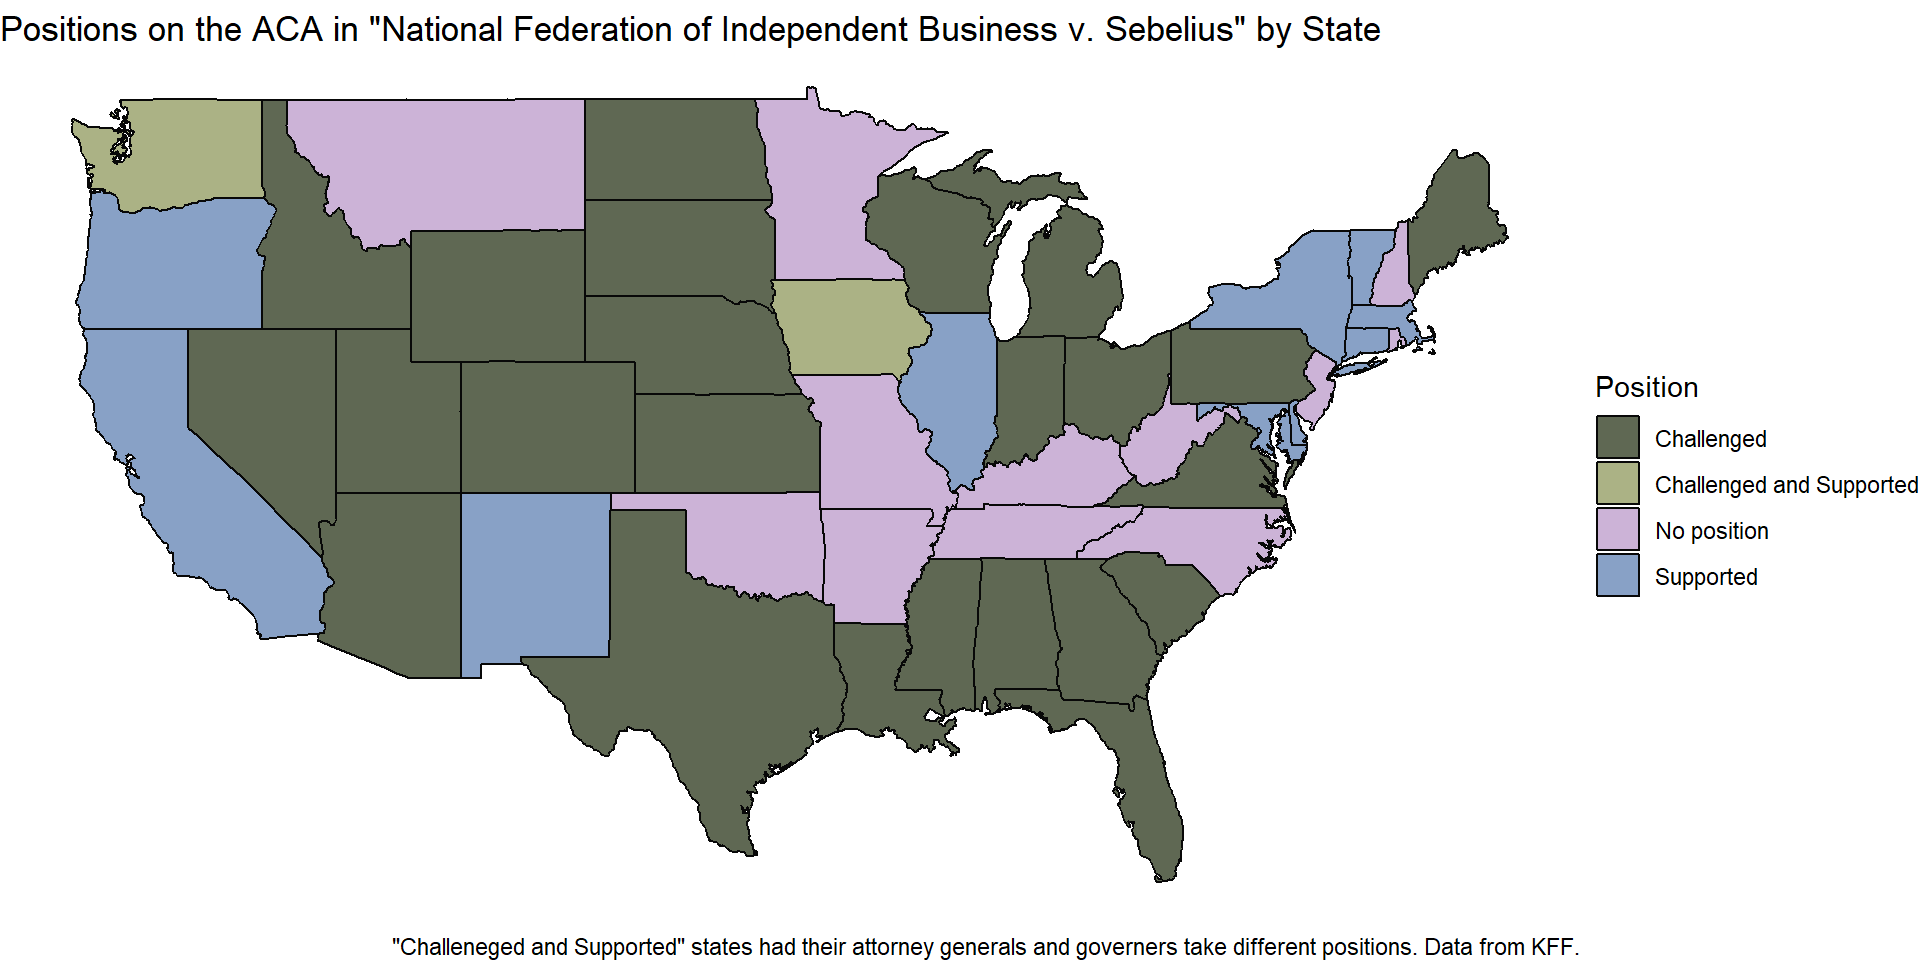 Positions on the ACA in "National Federation of Independent Business v. Sebelius" by State
Position
Challenged
Challenged and Supported
No position
Supported
"Challeneged and Supported" states had their attorney generals and governers take different positions. Data from KFF.